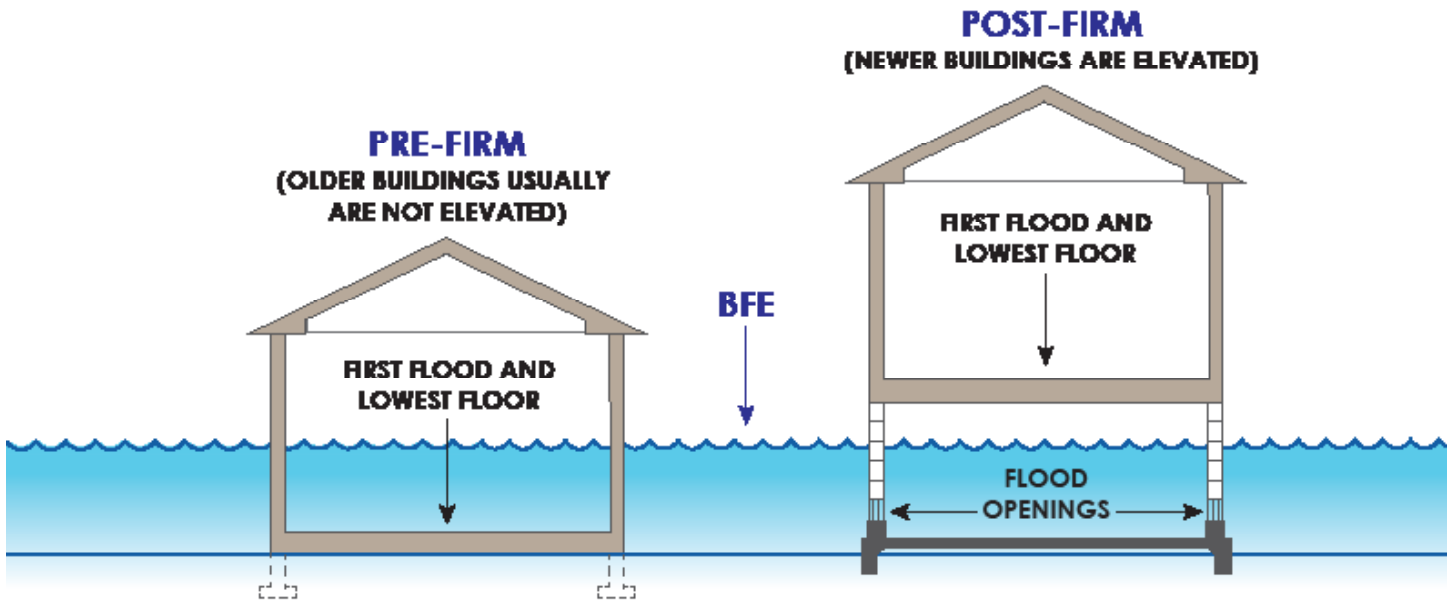 PRE-FIRM
(OLDER BUILDINGS USUALLY
ARE NOT ELEVATED)
FIRST FLOOD AND
LOWEST FLOOR
BFE
POST-FIRM
(NEWER BUILDINGS ARE ELEVATED)
FIRST FLOOD AND
LOWEST FLOOR
FLOOD
OPENINGS